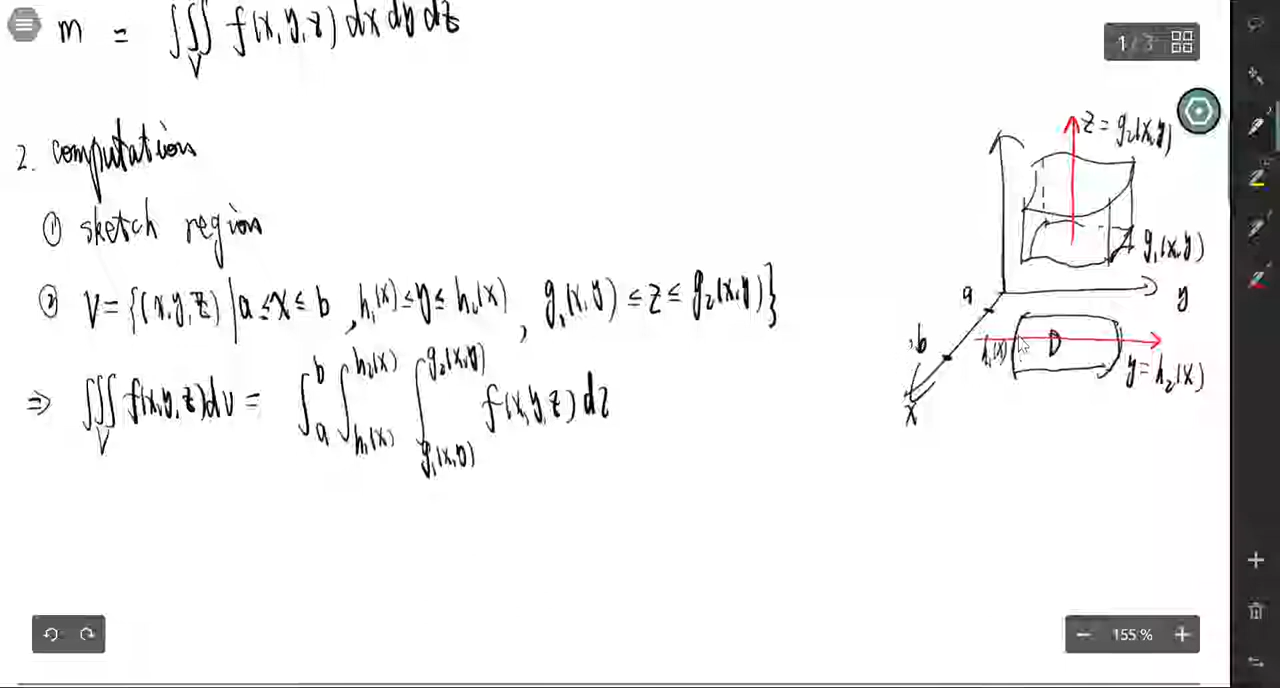 m = ∭_V f(x,y,z) dx dy dz
2. computation
① sketch region
② V = {(x,y,z) | a ≤ x ≤ b , h₁(x) ≤ y ≤ h₂(x) , g₁(x,y) ≤ z ≤ g₂(x,y)}
⇒ ∭_V f(x,y,z) dv = ∫_a^b ∫_{h₁(x)}^{h₂(x)} ∫_{g₁(x,y)}^{g₂(x,y)} f(x,y,z) dz
1 / 3
z = g₂(x,y)
g₁(x,y)
a
y
b
h₁(x)
D
y = h₂(x)
x
155 %